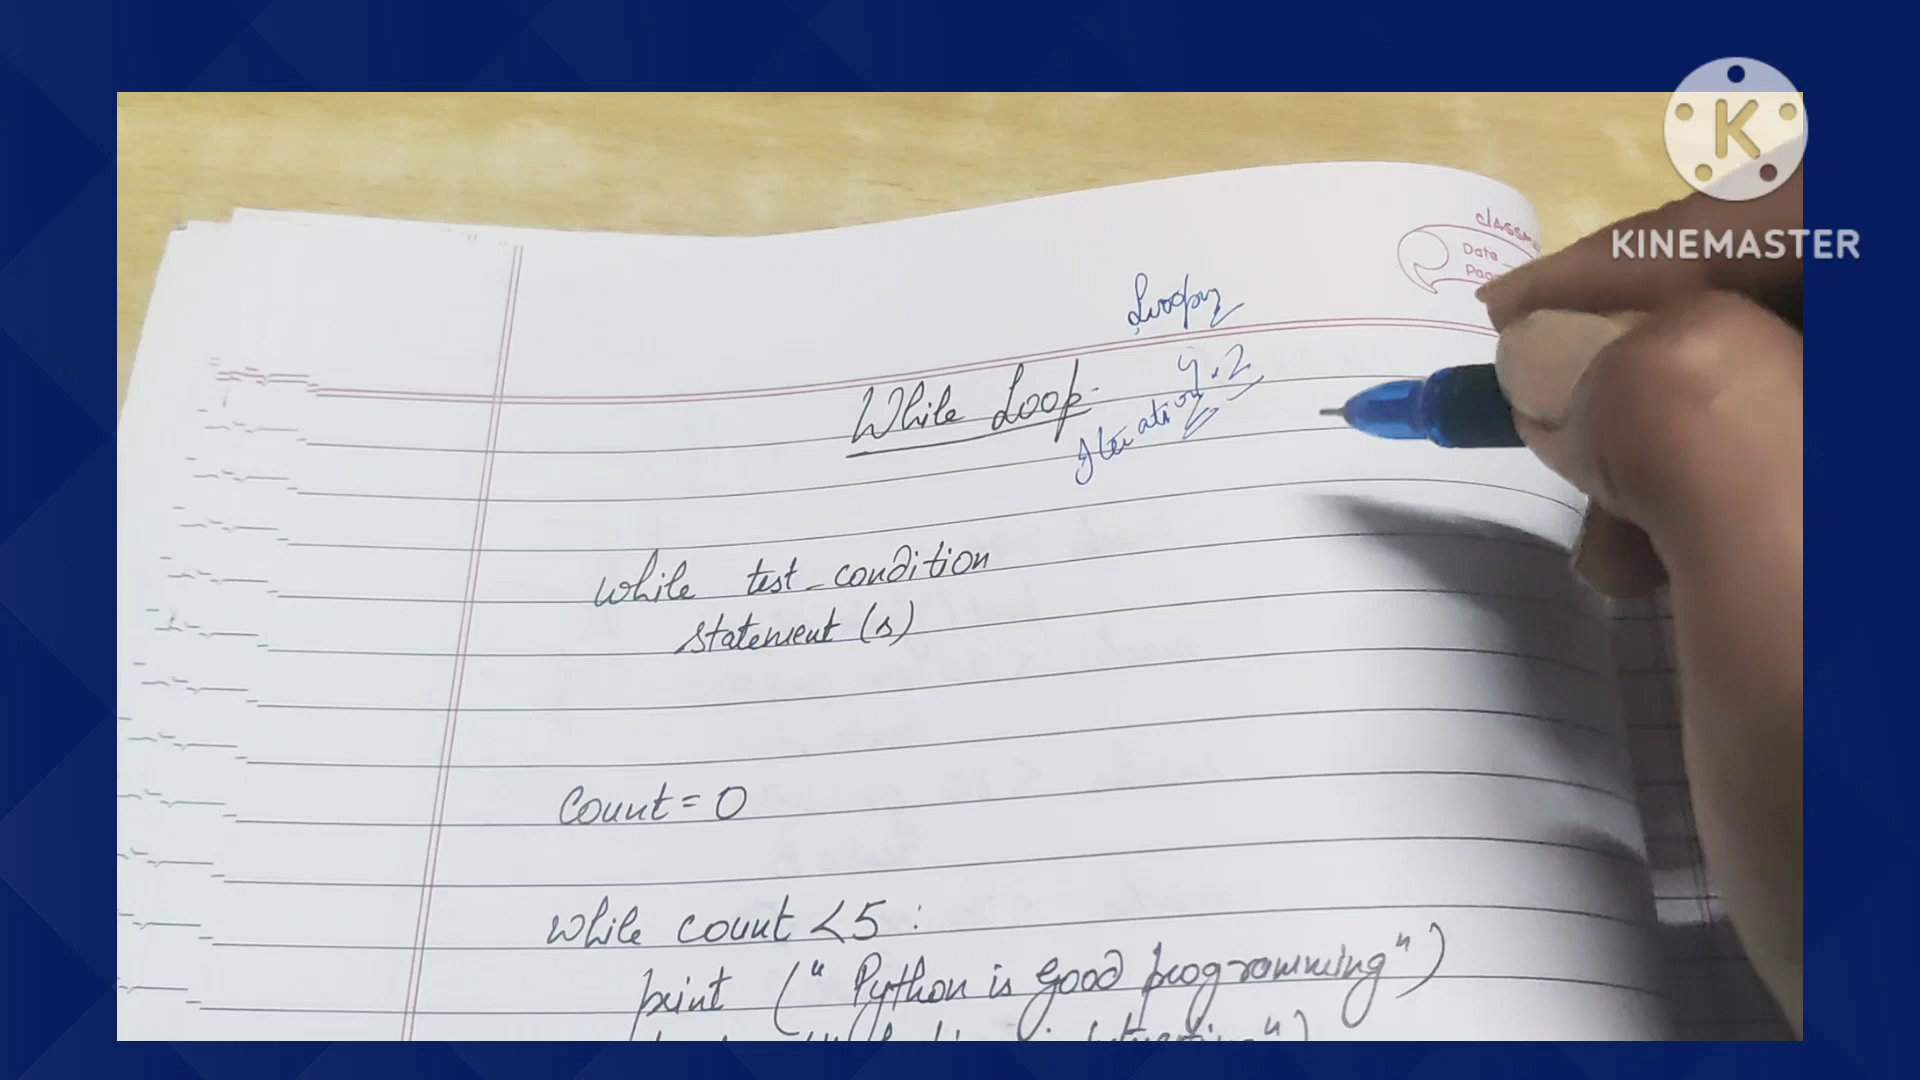 KINEMASTER
Date
Looping
While Loop:
Iteration
while test_condition
statement (s)
Count = 0
while count < 5 :
print (" Python is good programming ")